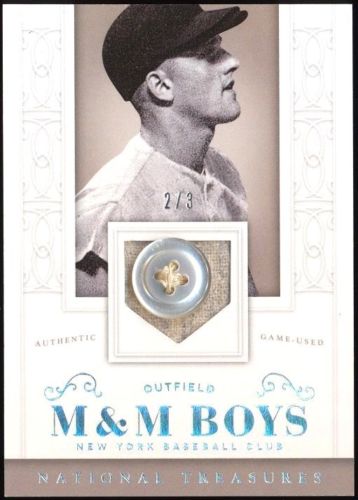 2/3
AUTHENTIC GAME-USED
OUTFIELD
M&M BOYS
NEW YORK BASEBALL CLUB
NATIONAL TREASURES